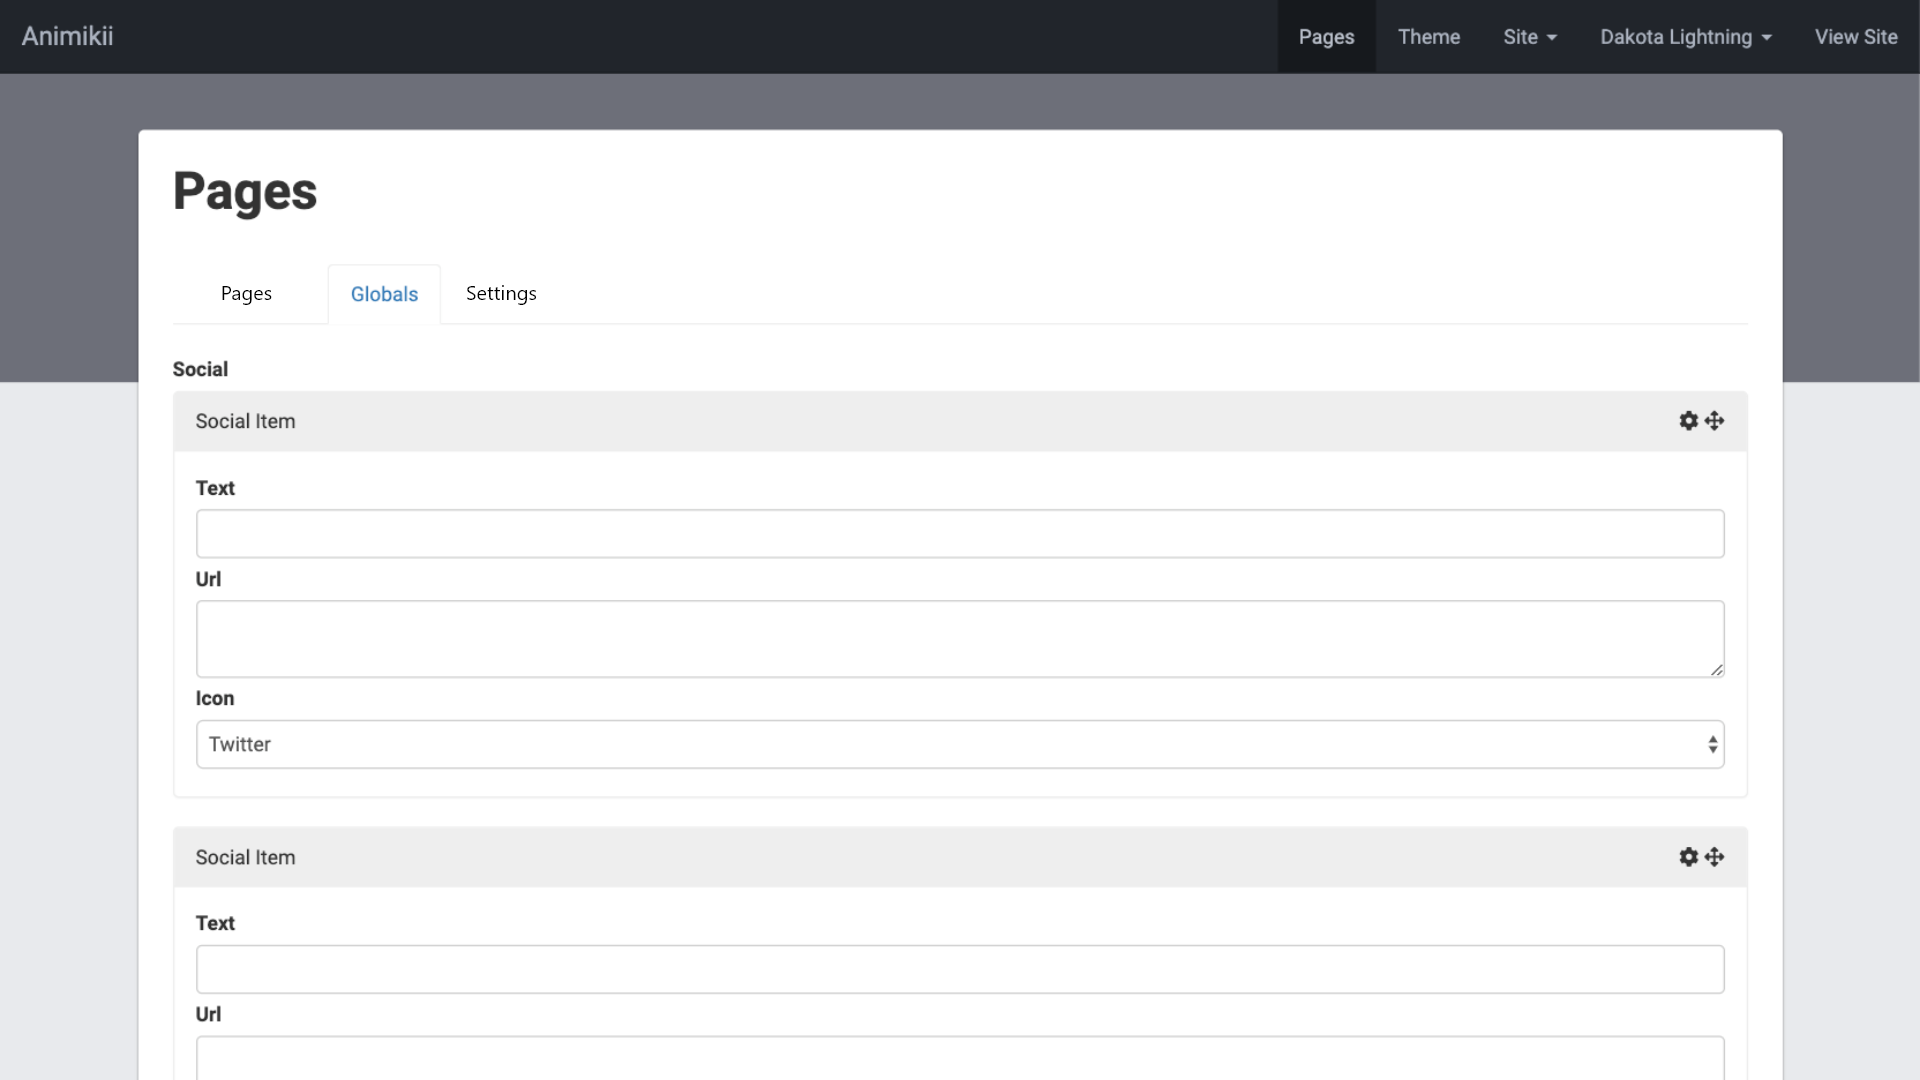 Animikii Pages Theme Site Dakota Lightning View Site
Pages
Pages Globals Settings
Social
Social Item
Text
Url
Icon
Twitter
Social Item
Text
Url